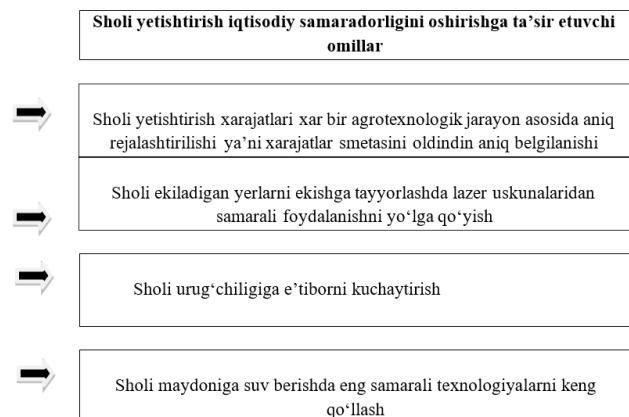 Sholi yetishtirish iqtisodiy samaradorligini oshirishga ta’sir etuvchi
omillar
Sholi yetishtirish xarajatlari xar bir agrotexnologik jarayon asosida aniq
rejalashtirilishi ya’ni xarajatlar smetasini oldindin aniq belgilanishi
Sholi ekiladigan yerlarni ekishga tayyorlashda lazer uskunalaridan
samarali foydalanishni yo‘lga qo‘yish
Sholi urug‘chiligiga e’tiborni kuchaytirish
Sholi maydoniga suv berishda eng samarali texnologiyalarni keng
qo‘llash